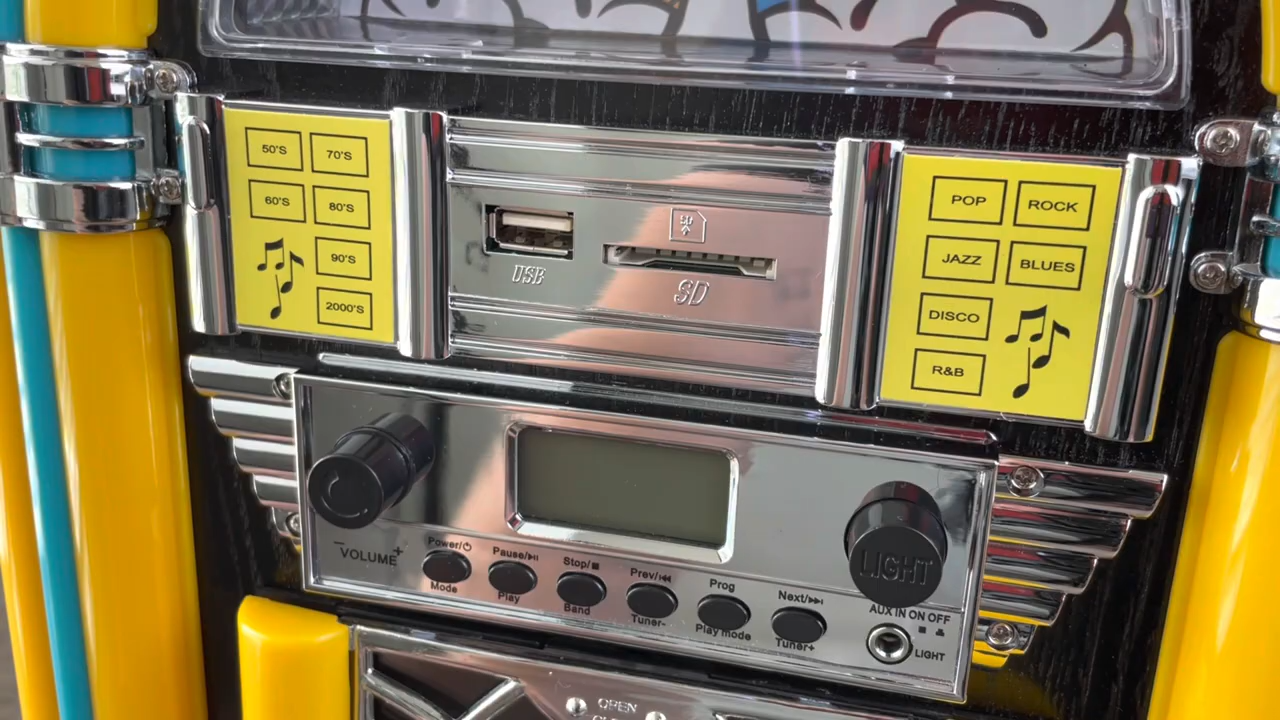 50'S
70'S
60'S
80'S
90'S
2000'S
USB
SD
POP
ROCK
JAZZ
BLUES
DISCO
R&B
VOLUME
Power/
Mode
Pause/
Play
Stop/
Band
Prev/
Tuner-
Prog
Play mode
Next/
Tuner+
LIGHT
AUX IN ON OFF
LIGHT
OPEN